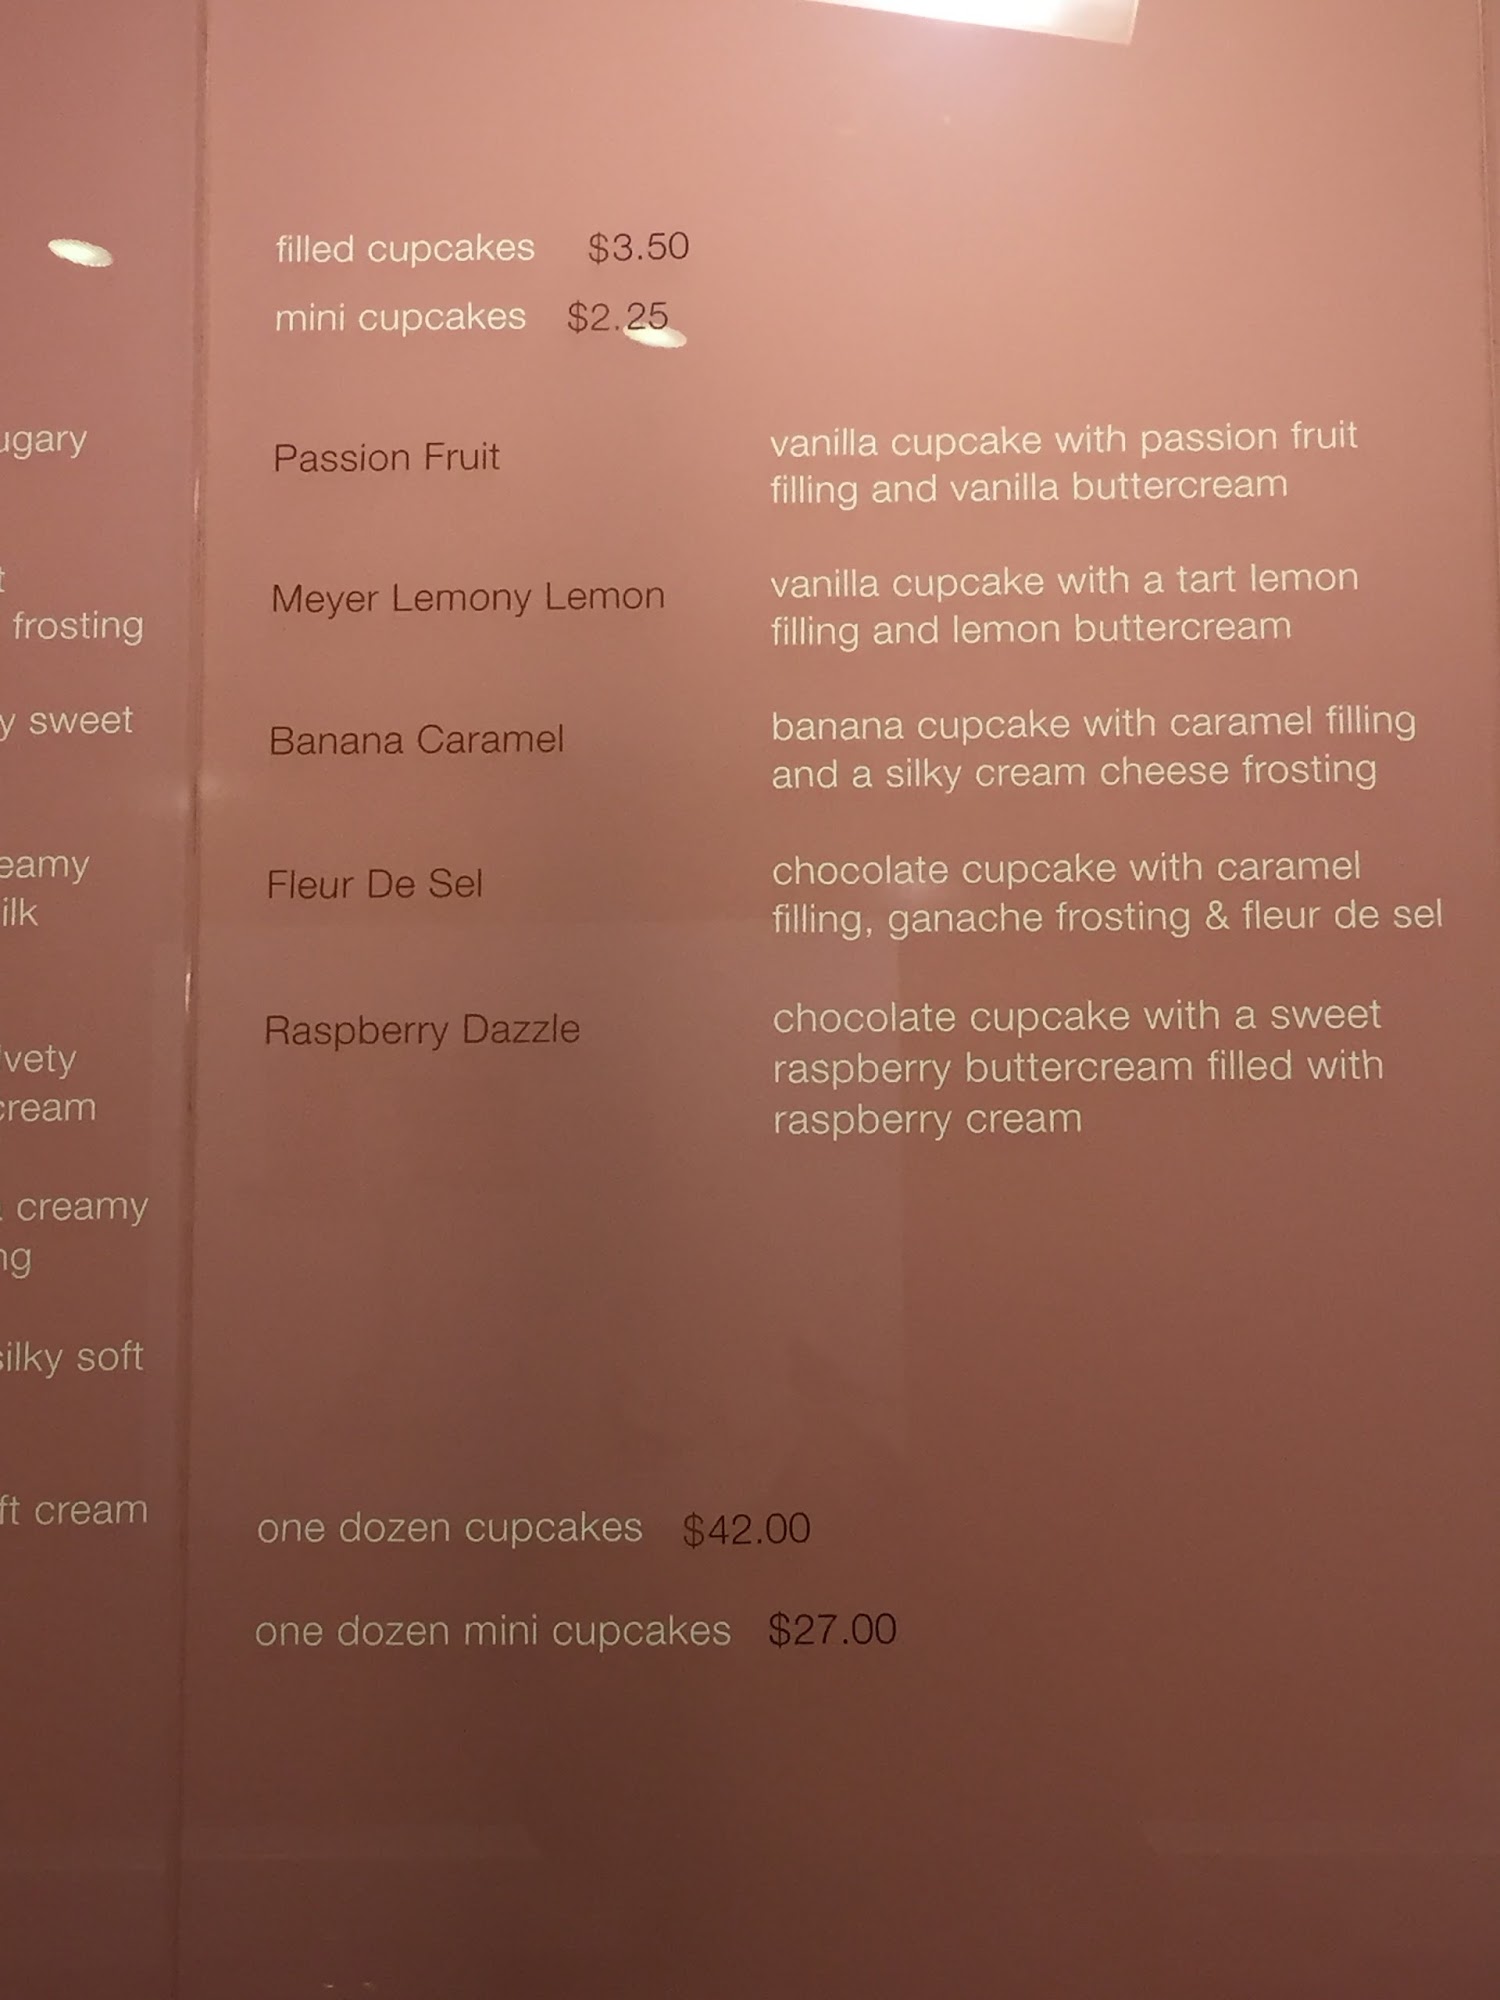 ugary
frosting
y sweet
eamy
ilk
vety
cream
creamy
ng
silky soft
ft cream
filled cupcakes $3.50
mini cupcakes $2.25
Passion Fruit
vanilla cupcake with passion fruit
filling and vanilla buttercream
Meyer Lemony Lemon
vanilla cupcake with a tart lemon
filling and lemon buttercream
Banana Caramel
banana cupcake with caramel filling
and a silky cream cheese frosting
Fleur De Sel
chocolate cupcake with caramel
filling, ganache frosting & fleur de sel
Raspberry Dazzle
chocolate cupcake with a sweet
raspberry buttercream filled with
raspberry cream
one dozen cupcakes $42.00
one dozen mini cupcakes $27.00